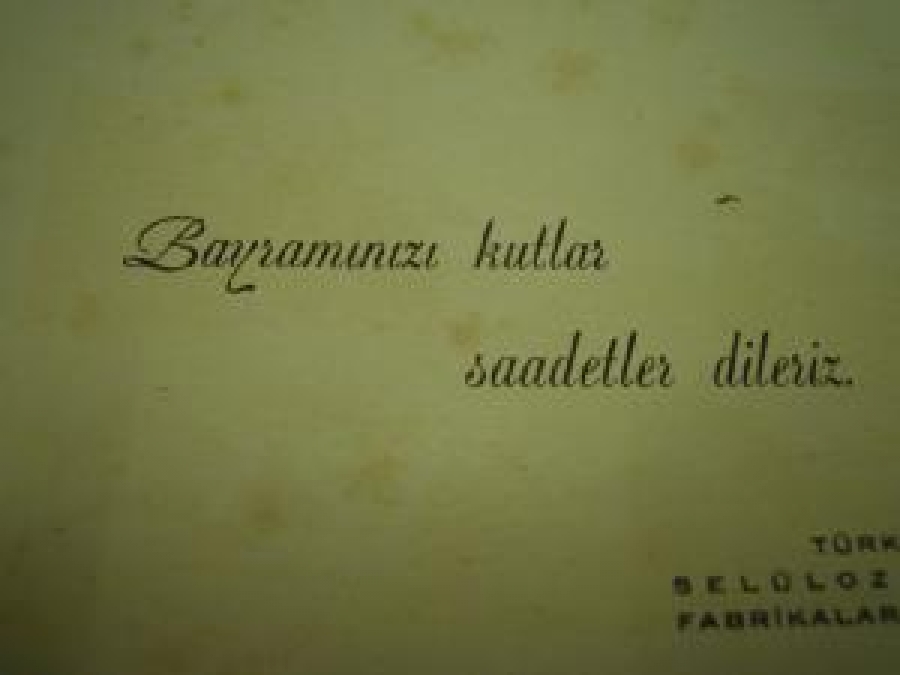 Bayramınızı kutlar
saadetler dileriz.
TÜRK
SELÜLOZ
FABRİKALAR